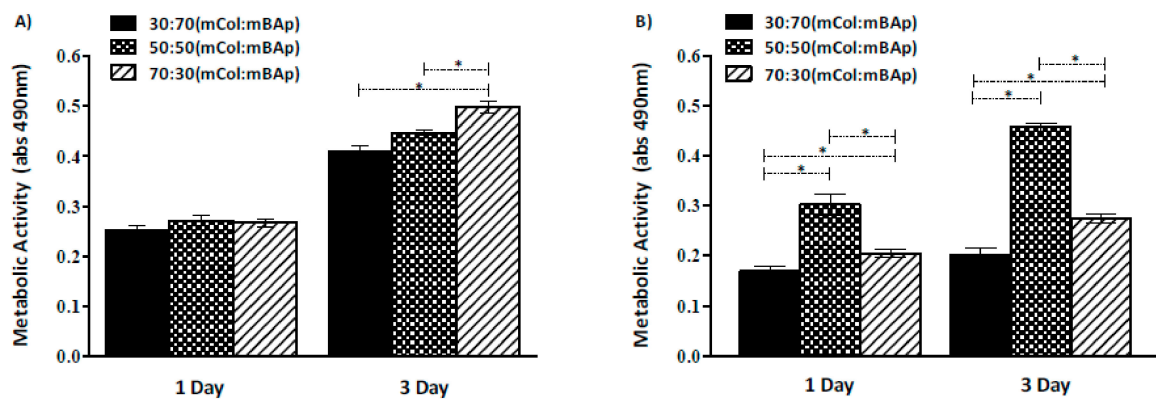 A)
30:70(mCol:mBAp)
50:50(mCol:mBAp)
70:30(mCol:mBAp)
Metabolic Activity (abs 490nm)
0.6
0.5
0.4
0.3
0.2
0.1
0.0
*
*
1 Day
3 Day
B)
30:70(mCol:mBAp)
50:50(mCol:mBAp)
70:30(mCol:mBAp)
Metabolic Activity (abs 490nm)
0.6
0.5
0.4
0.3
0.2
0.1
0.0
*
*
*
*
*
*
1 Day
3 Day